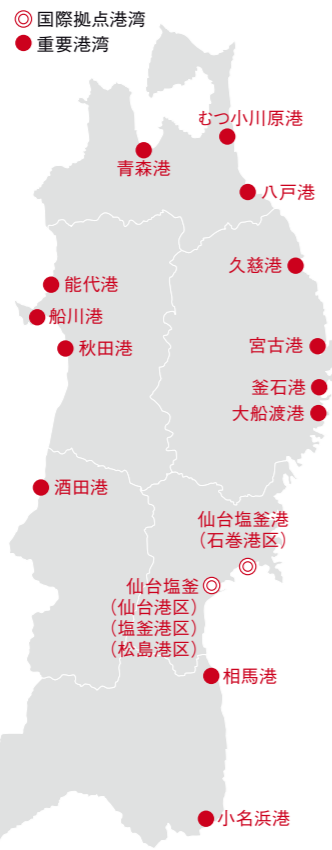 国際拠点港湾
重要港湾
むつ小川原港
青森港
八戸港
久慈港
能代港
船川港
秋田港
宮古港
釜石港
大船渡港
酒田港
仙台塩釜港
（石巻港区）
仙台塩釜
（仙台港区）
（塩釜港区）
（松島港区）
相馬港
小名浜港